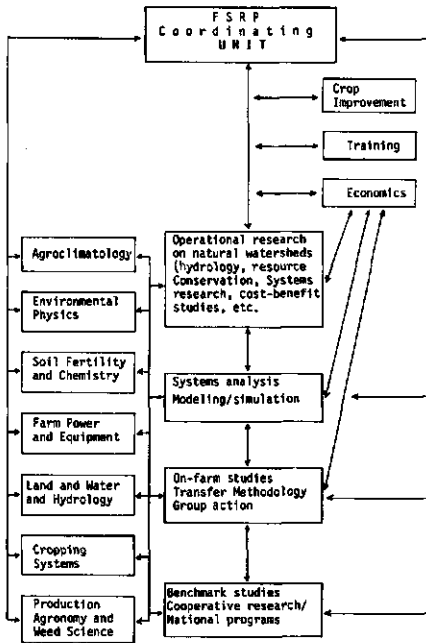 FSRP
Coordinating
UNIT
Crop
Improvement
Training
Economics
Operational research
on natural watersheds
(hydrology, resource
Conservation, Systems
research, cost-benefit
studies, etc.
Agroclimatology
Environmental
Physics
Soil Fertility
and Chemistry
Systems analysis
Modeling/simulation
Farm Power
and Equipment
Land and Water
and Hydrology
On-farm studies
Transfer Methodology
Group action
Cropping
Systems
Production
Agronomy and
Weed Science
Benchmark studies
Cooperative research/
National programs